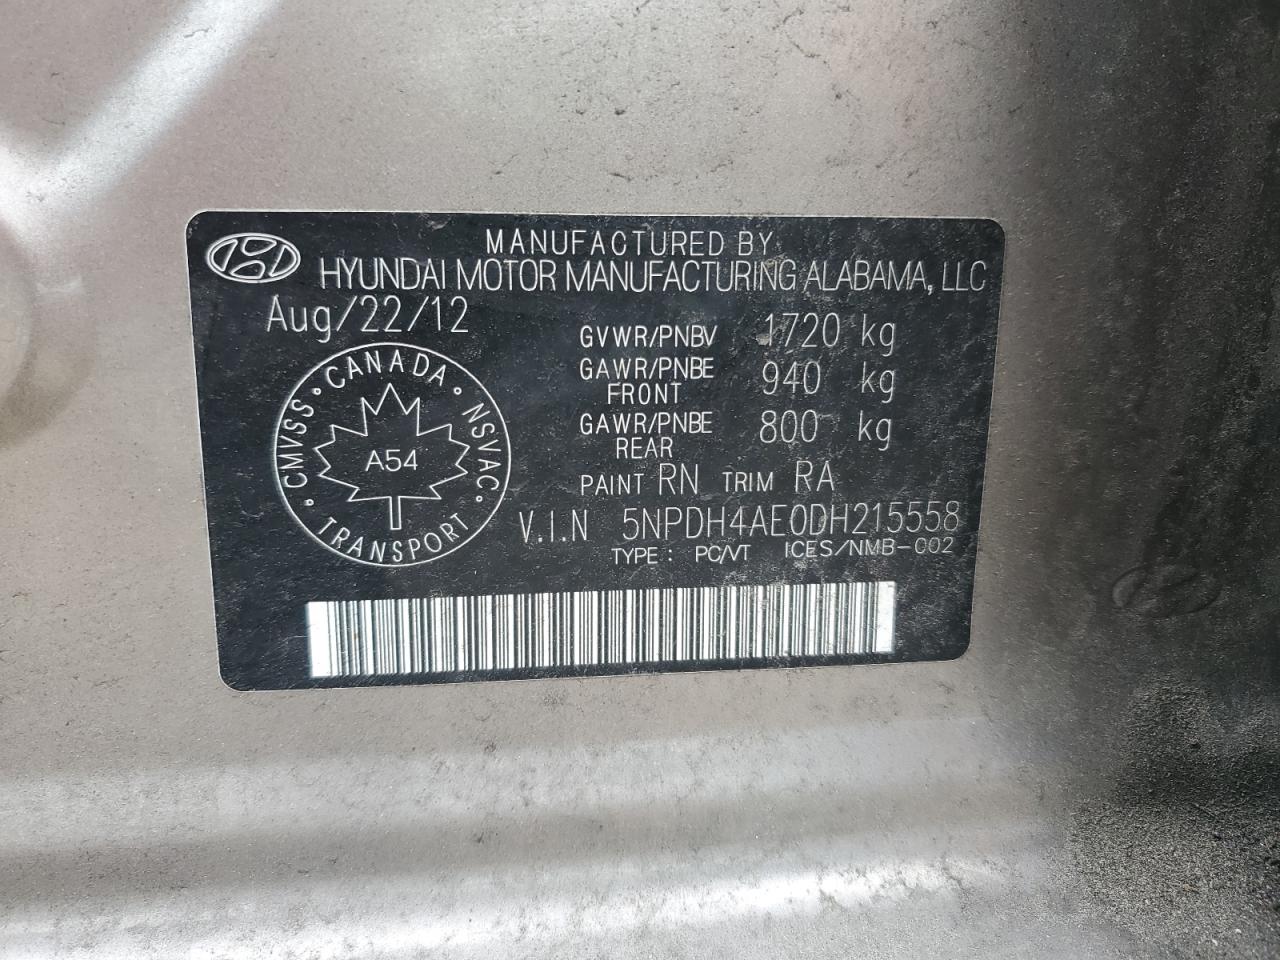 MANUFACTURED BY
HYUNDAI MOTOR MANUFACTURING ALABAMA, LLC
Aug/22/12
GVWR/PNBV 1720 kg
GAWR/PNBE FRONT 940 kg
GAWR/PNBE REAR 800 kg
PAINT RN TRIM RA
V.I.N 5NPDH4AE0DH215558
TYPE : PC/VT ICES/NMB-002
CMVSS · CANADA · NSVAC ·
TRANSPORT
A54